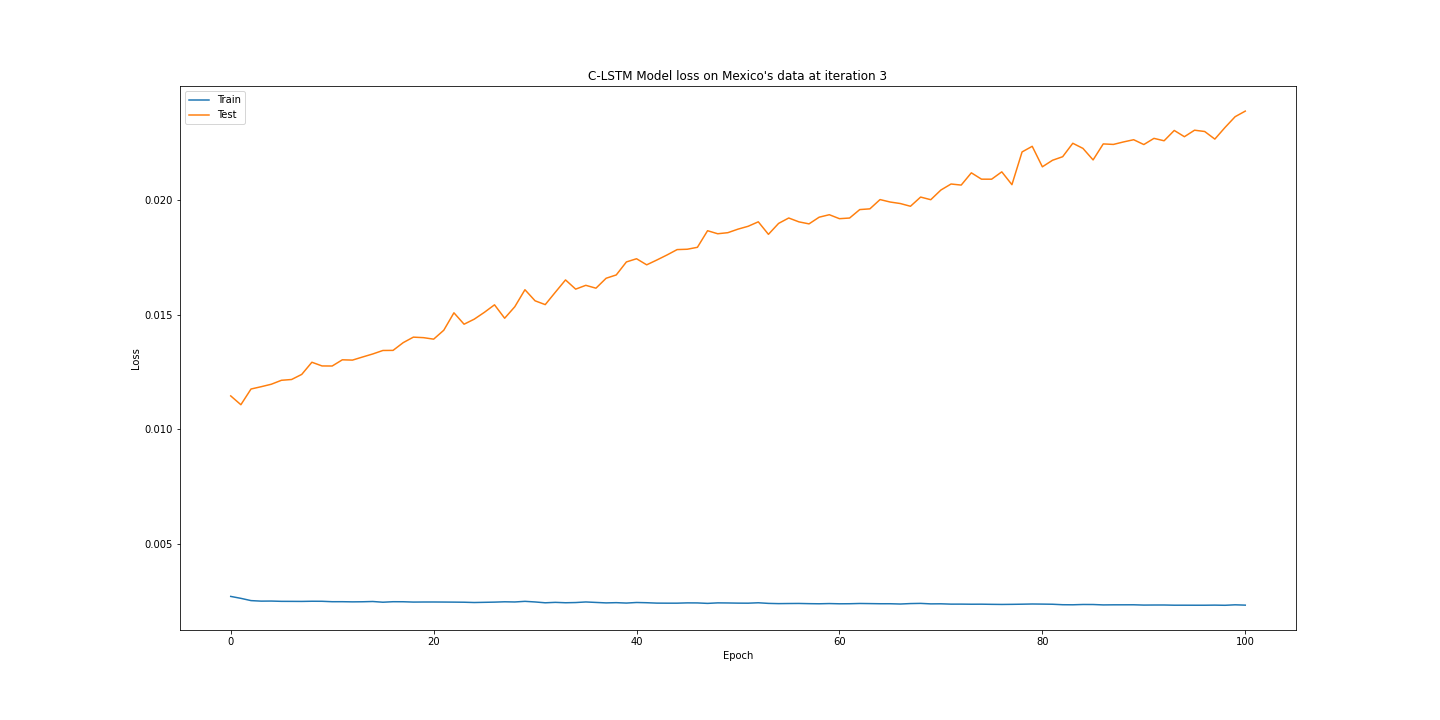 C-LSTM Model loss on Mexico's data at iteration 3
Train
Test
0.020
0.015
0.010
0.005
Loss
0 20 40 60 80 100
Epoch